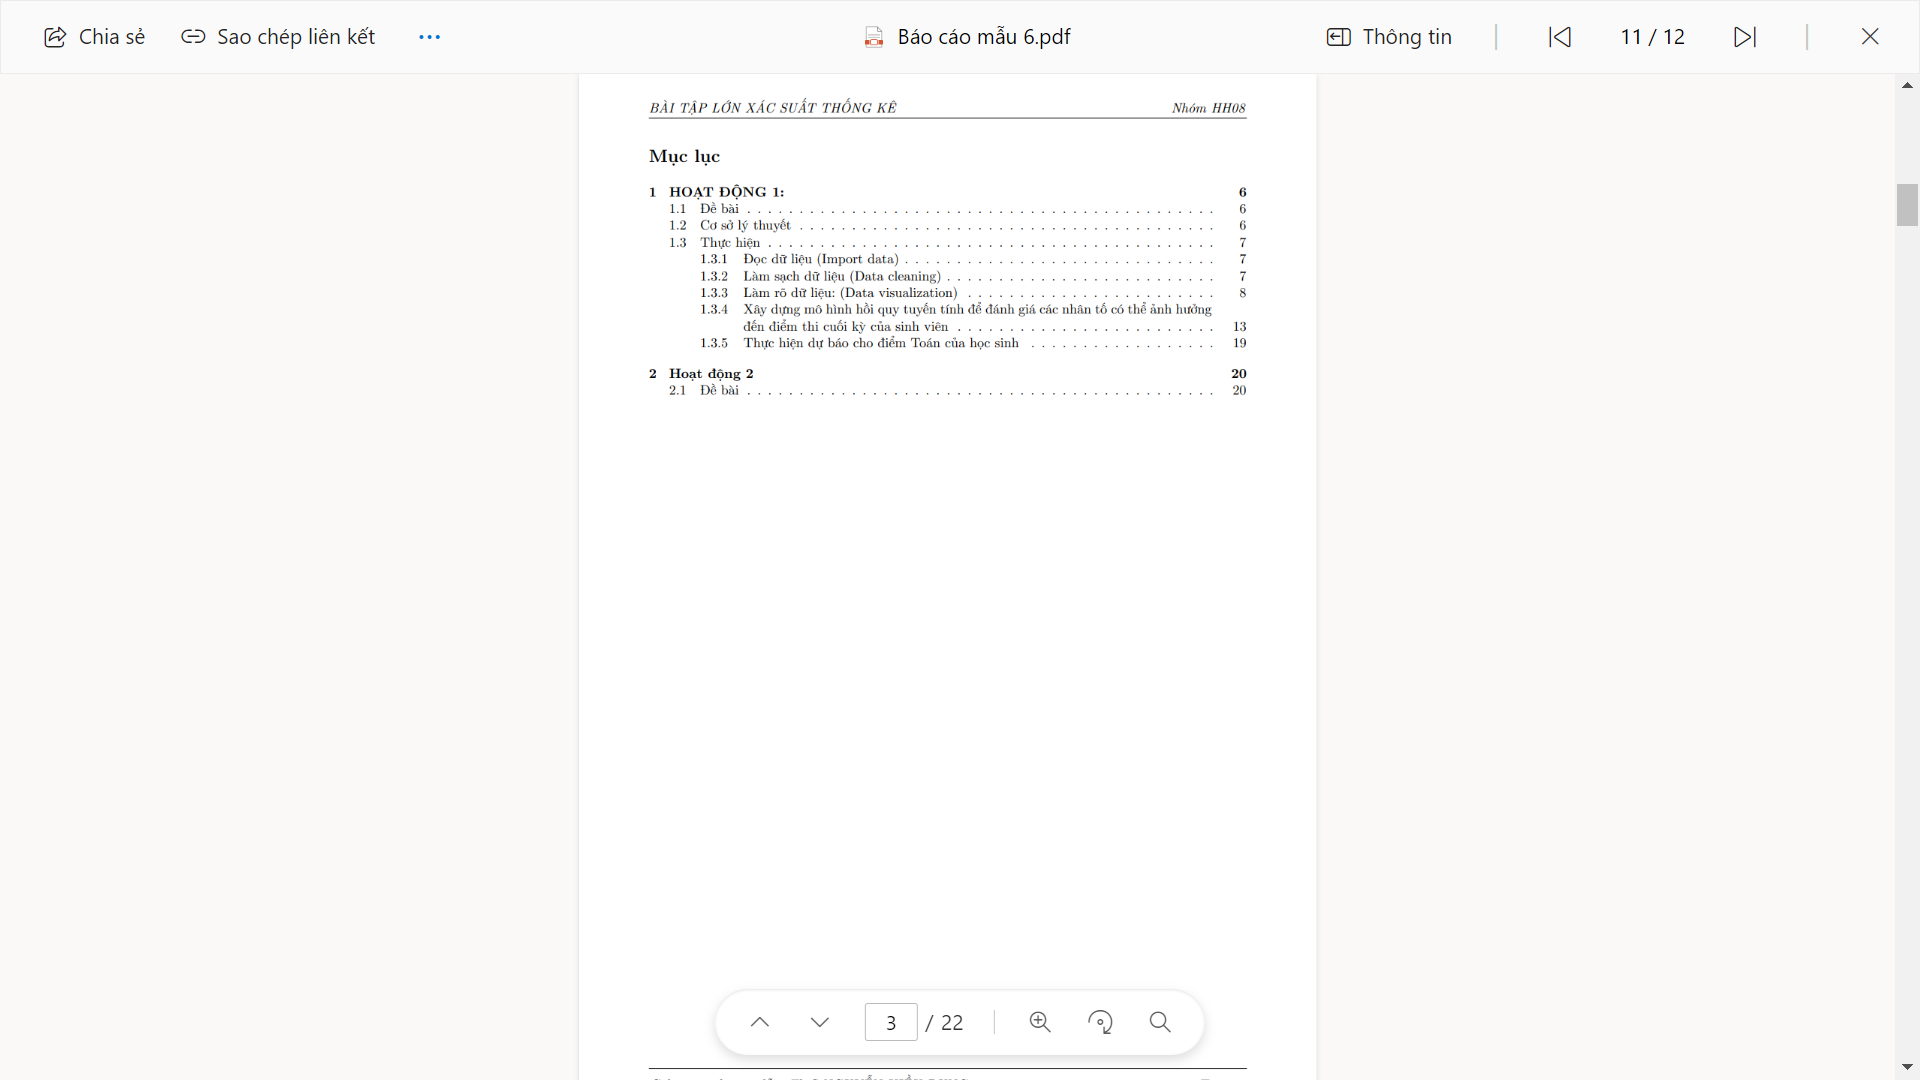 Chia sẻ Sao chép liên kết ... Báo cáo mẫu 6.pdf Thông tin 11 / 12
BÀI TẬP LỚN XÁC SUẤT THỐNG KÊ Nhóm HH08
Mục lục
1 HOẠT ĐỘNG 1: 6
1.1 Đề bài . . . . . . . . . . . . . . . . . . . . 6
1.2 Cơ sở lý thuyết . . . . . . . . . . . . . . . . . . . . 6
1.3 Thực hiện . . . . . . . . . . . . . . . . . . . . 7
1.3.1 Đọc dữ liệu (Import data) . . . . . . . . . . . . . . . . . . . . 7
1.3.2 Làm sạch dữ liệu (Data cleaning) . . . . . . . . . . . . . . . . . . . . 7
1.3.3 Làm rõ dữ liệu: (Data visualization) . . . . . . . . . . . . . . . . . . . . 8
1.3.4 Xây dựng mô hình hồi quy tuyến tính để đánh giá các nhân tố có thể ảnh hưởng
đến điểm thi cuối kỳ của sinh viên . . . . . . . . . . . . . . . . . . . . 13
1.3.5 Thực hiện dự báo cho điểm Toán của học sinh . . . . . . . . . . . . . . . . . . 19
2 Hoạt động 2 20
2.1 Đề bài . . . . . . . . . . . . . . . . . . . . 20
3 / 22